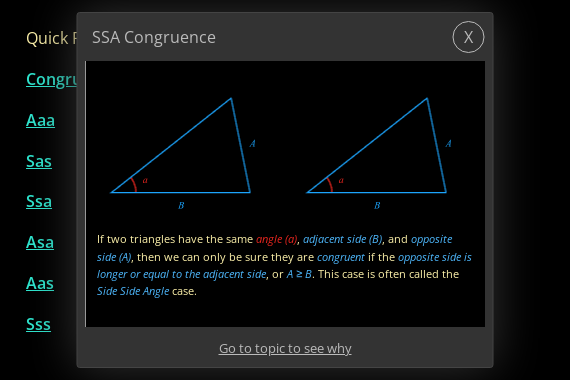 Quick
SSA Congruence
X
Congru
Aaa
Sas
Ssa
Asa
Aas
Sss
A
a
B
A
a
B
If two triangles have the same angle (a), adjacent side (B), and opposite
side (A), then we can only be sure they are congruent if the opposite side is
longer or equal to the adjacent side, or A ≥ B. This case is often called the
Side Side Angle case.
Go to topic to see why